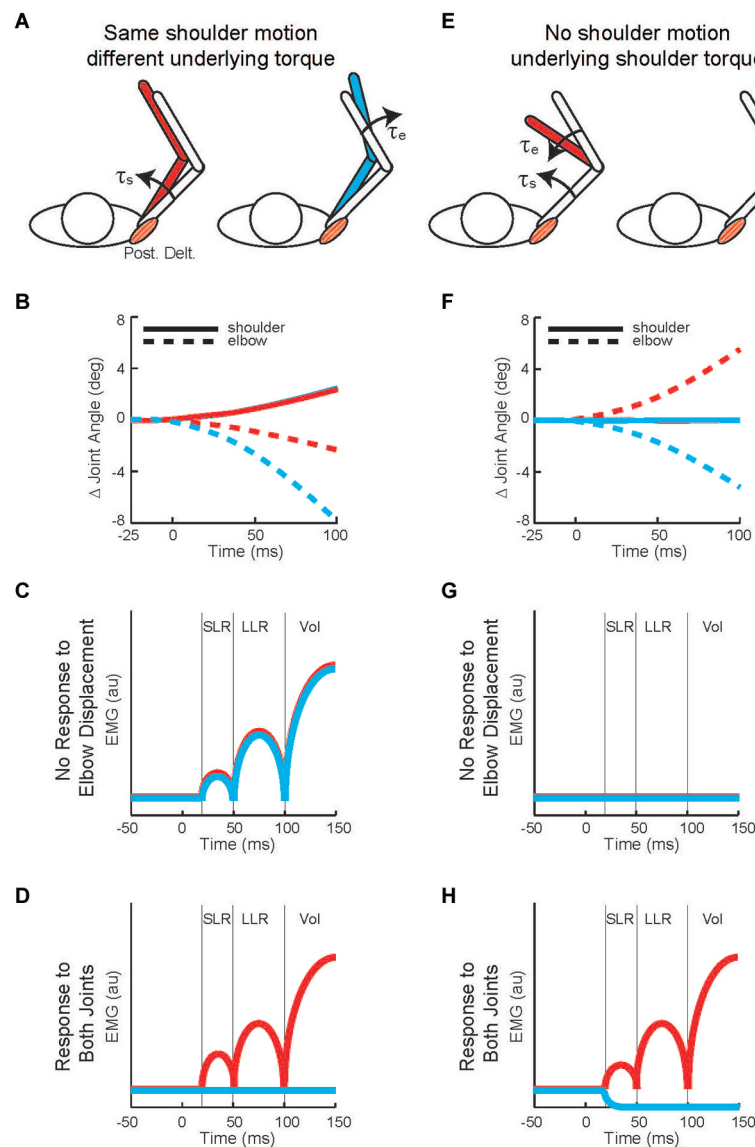 A
Same shoulder motion
different underlying torque
τs
τe
Post. Delt.
E
No shoulder motion
underlying shoulder torqu
τe
τs
B
8
4
0
-4
-8
Δ Joint Angle (deg)
shoulder
elbow
-25
0
50
100
Time (ms)
F
8
4
0
-4
-8
Δ Joint Angle (deg)
shoulder
elbow
-25
0
50
100
Time (ms)
C
No Response to
Elbow Displacement
EMG (au)
SLR
LLR
Vol
-50
0
50
100
150
Time (ms)
G
No Response to
Elbow Displacement
EMG (au)
SLR
LLR
Vol
-50
0
50
100
150
Time (ms)
D
Response to
Both Joints
EMG (au)
SLR
LLR
Vol
-50
0
50
100
150
Time (ms)
H
Response to
Both Joints
EMG (au)
SLR
LLR
Vol
-50
0
50
100
150
Time (ms)